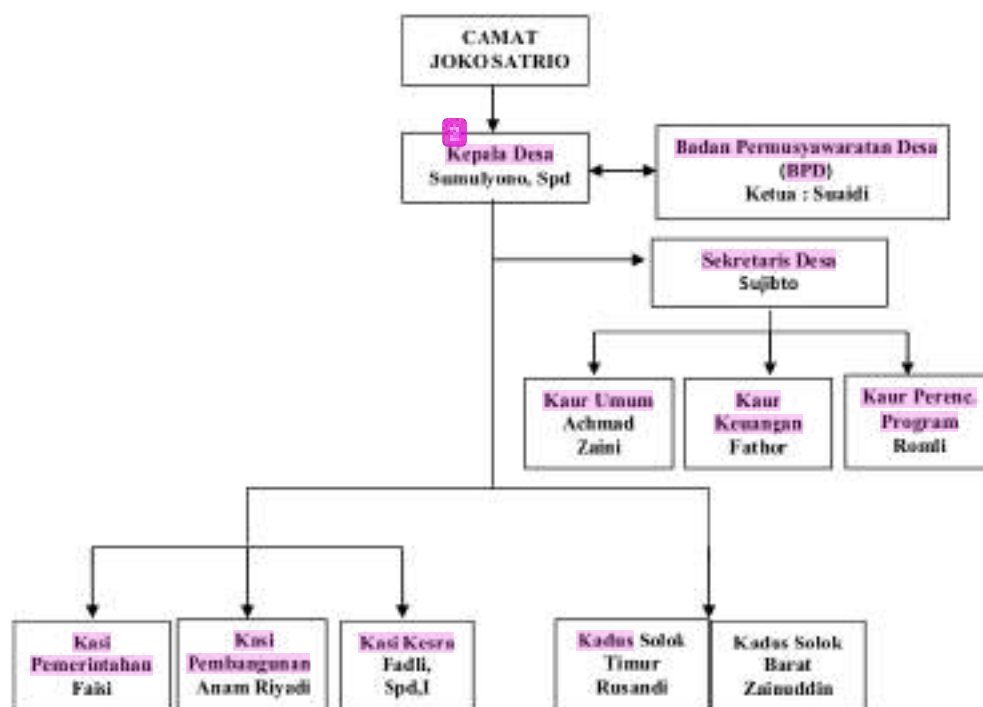 CAMAT
JOKO SATRIO
Kepala Desa
Sumulyono, Spd
Badan Permusyawaratan Desa
(BPD)
Ketua : Suaidi
Sekretaris Desa
Sujibto
Kaur Umum
Achmad
Zaini
Kaur
Keuangan
Fathor
Kaur Perenc.
Program
Romli
Kasi
Pemerintahan
Faisi
Kasi
Pembangunan
Anam Riyadi
Kasi Kesra
Fadli,
Spd,I
Kadus Solok
Timur
Rusandi
Kadus Solok
Barat
Zainuddin